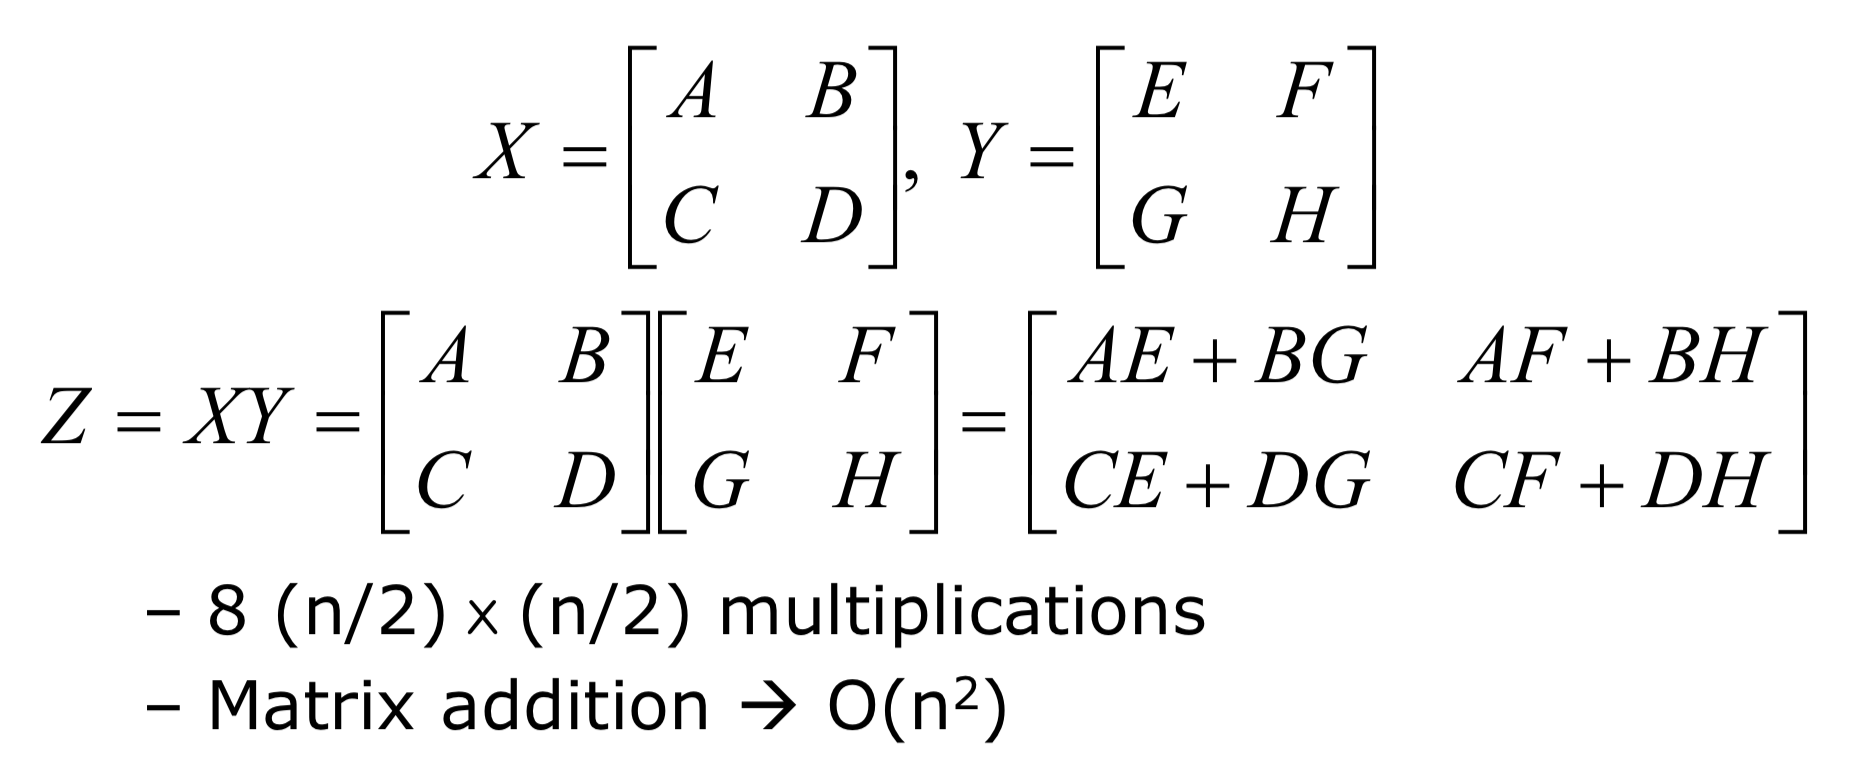 X = [ A B ; C D ], Y = [ E F ; G H ]
Z = XY = [ A B ; C D ] [ E F ; G H ] = [ AE + BG AF + BH ; CE + DG CF + DH ]
– 8 (n/2) x (n/2) multiplications
– Matrix addition → O(n²)